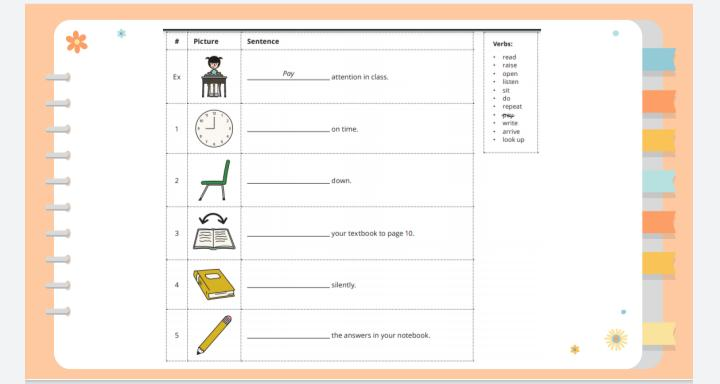 # Picture Sentence
Ex Pay attention in class.
1 on time.
2 down.
3 your textbook to page 10.
4 silently.
5 the answers in your notebook.
Verbs:
• read
• raise
• open
• listen
• sit
• do
• repeat
• pay
• write
• arrive
• look up